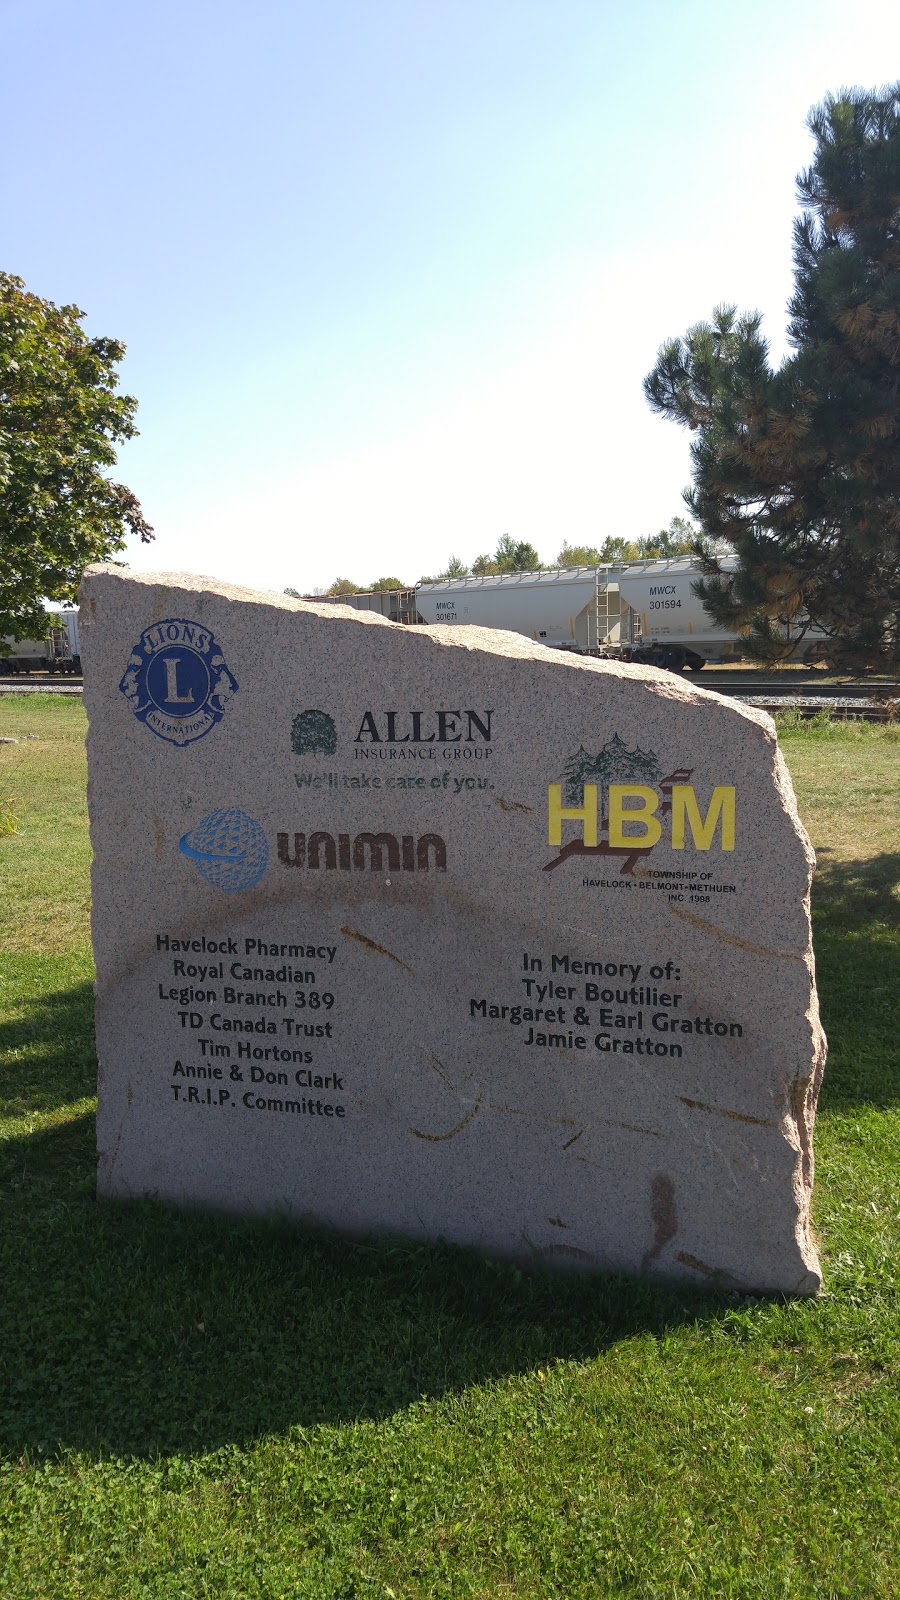 MWCX
301671
MWCX
301594
LIONS
L
INTERNATIONAL
ALLEN
INSURANCE GROUP
We'll take care of you.
unimin
HBM
TOWNSHIP OF
HAVELOCK · BELMONT · METHUEN
INC. 1998
Havelock Pharmacy
Royal Canadian
Legion Branch 389
TD Canada Trust
Tim Hortons
Annie & Don Clark
T.R.I.P. Committee
In Memory of:
Tyler Boutilier
Margaret & Earl Gratton
Jamie Gratton